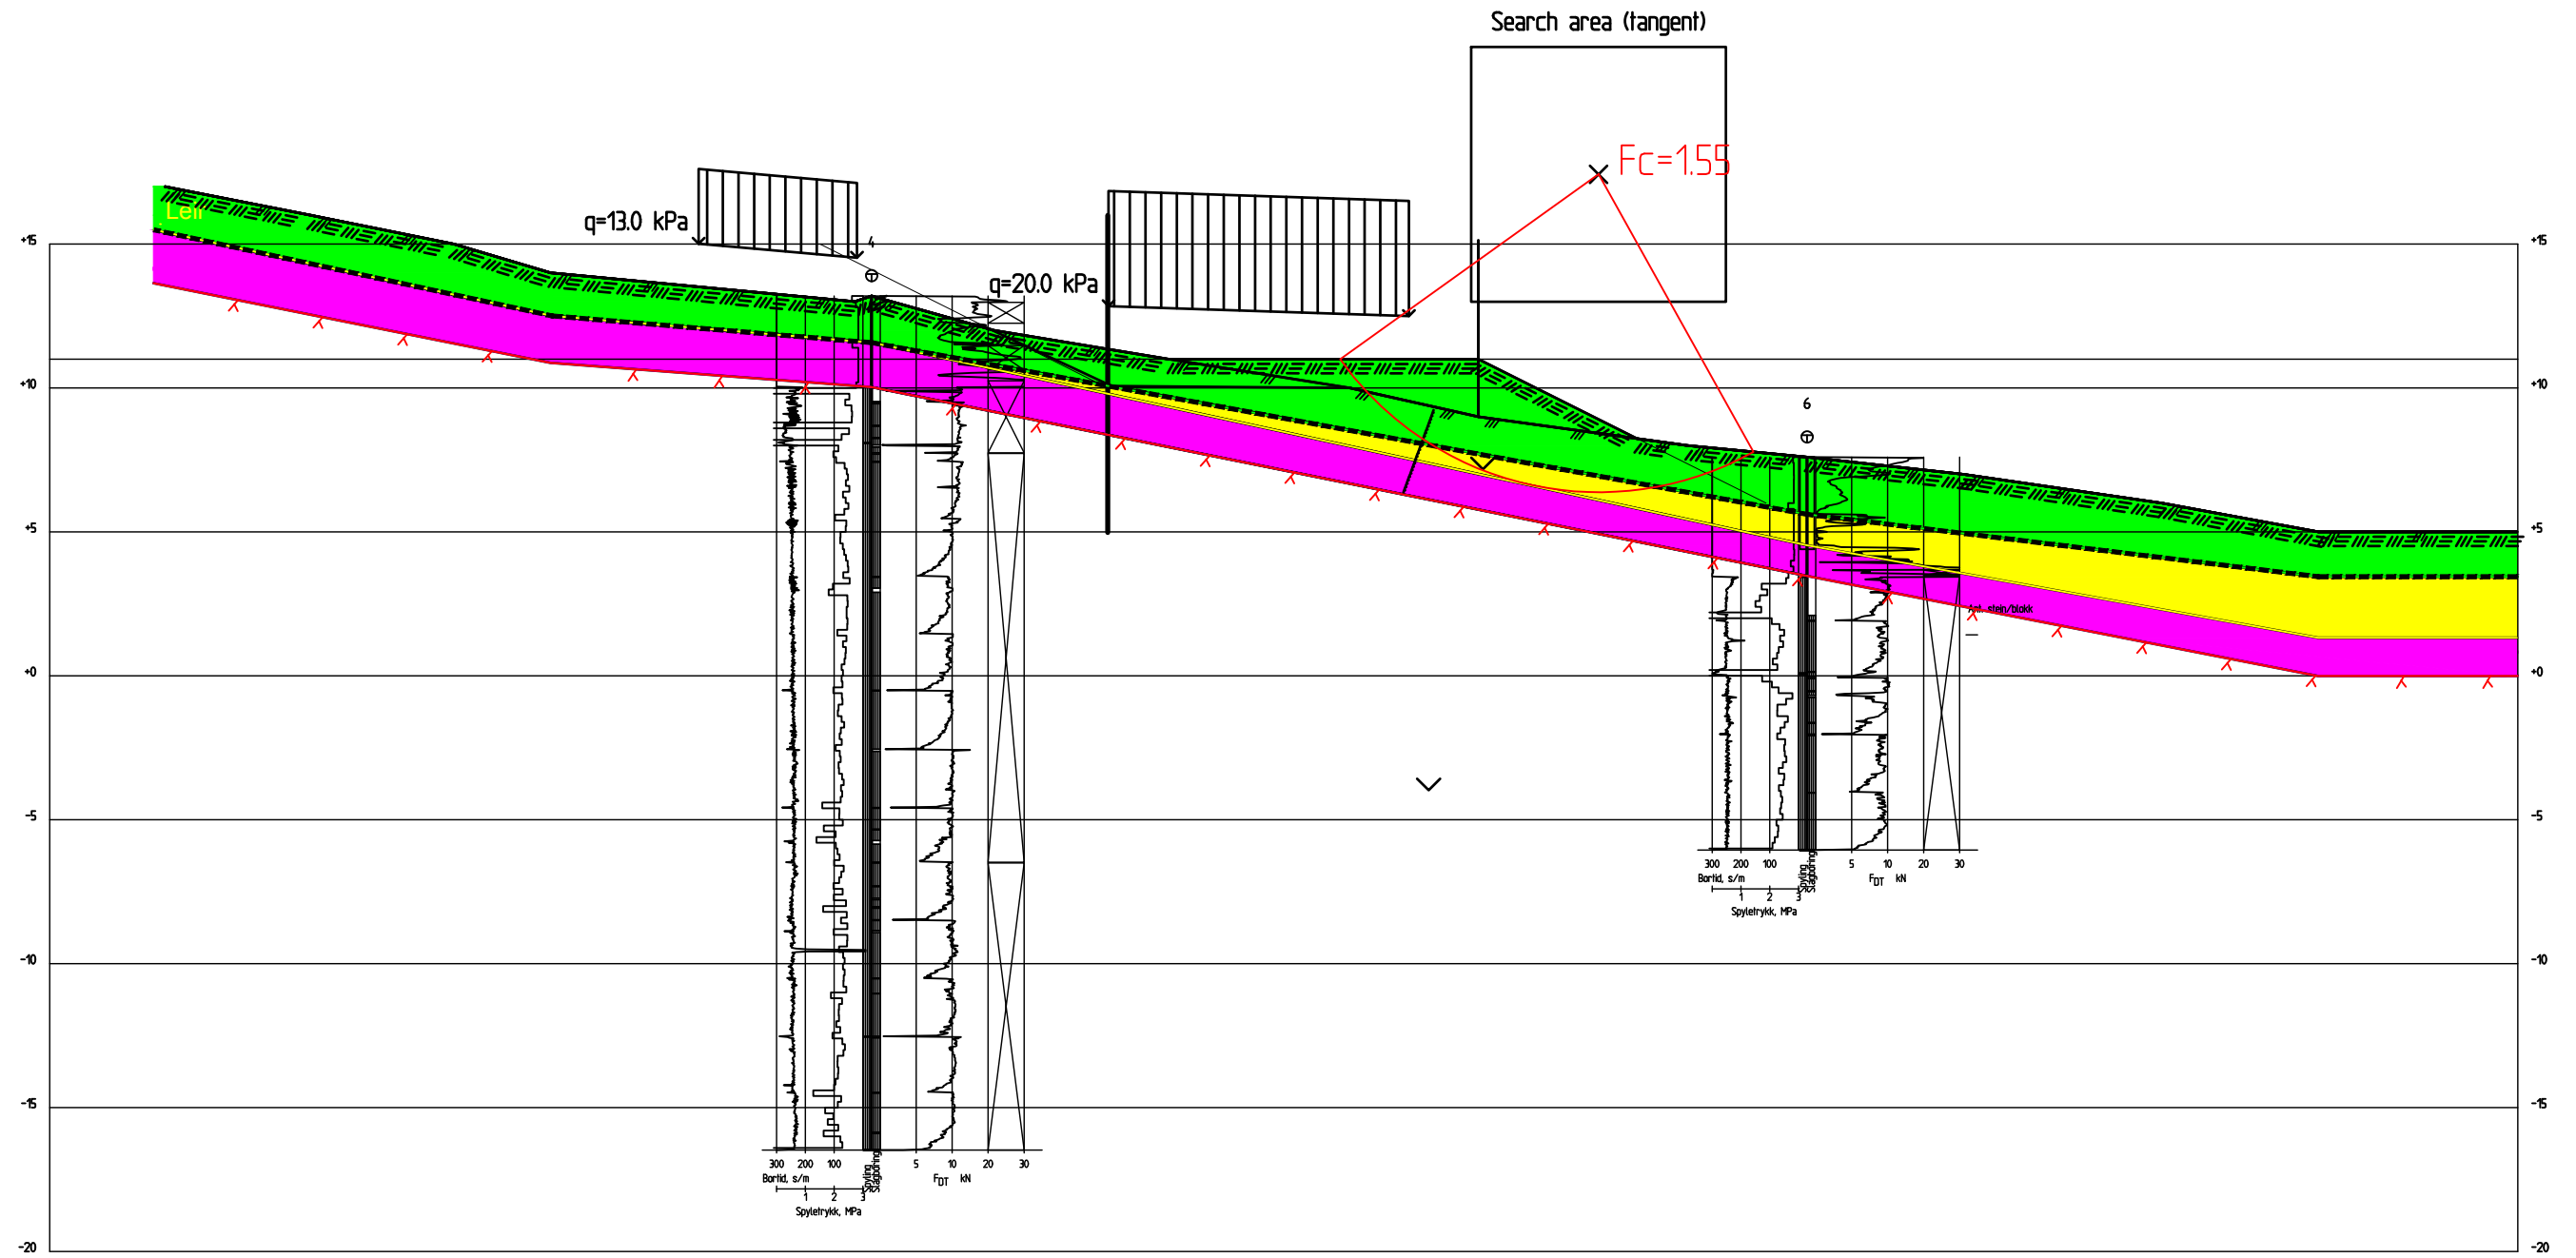 Search area (tangent)
Fc=1.55
q=13.0 kPa
4
+15
+15
q=20.0 kPa
+10
+10
6
+5
+5
Ant. stein/blokk
+0
+0
-5
-5
300 200 100 5 10 20 30
Bortid, s/m Spyling Slagboring FDT kN
1 2 3
Spyletrykk, MPa
-10
-10
-15
-15
300 200 100 5 10 20 30
Bortid, s/m Spyling Slagboring FDT kN
1 2 3
Spyletrykk, MPa
-20
-20